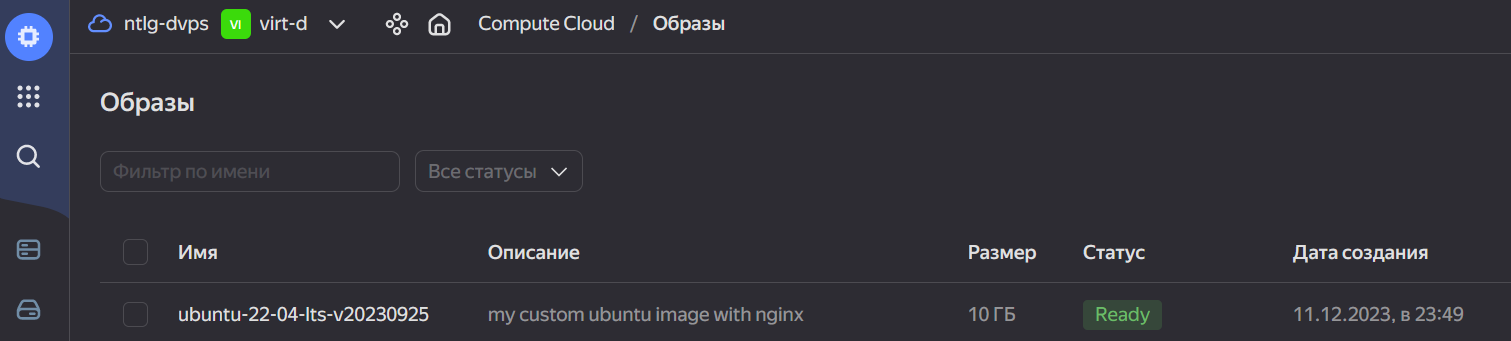 ntlg-dvps VI virt-d Compute Cloud / Образы
Образы
Фильтр по имени Все статусы
Имя Описание Размер Статус Дата создания
ubuntu-22-04-lts-v20230925 my custom ubuntu image with nginx 10 ГБ Ready 11.12.2023, в 23:49